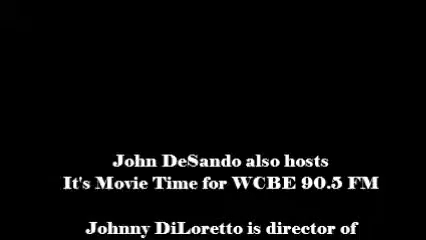 John DeSando also hosts
It's Movie Time for WCBE 90.5 FM
Johnny DiLoretto is director of